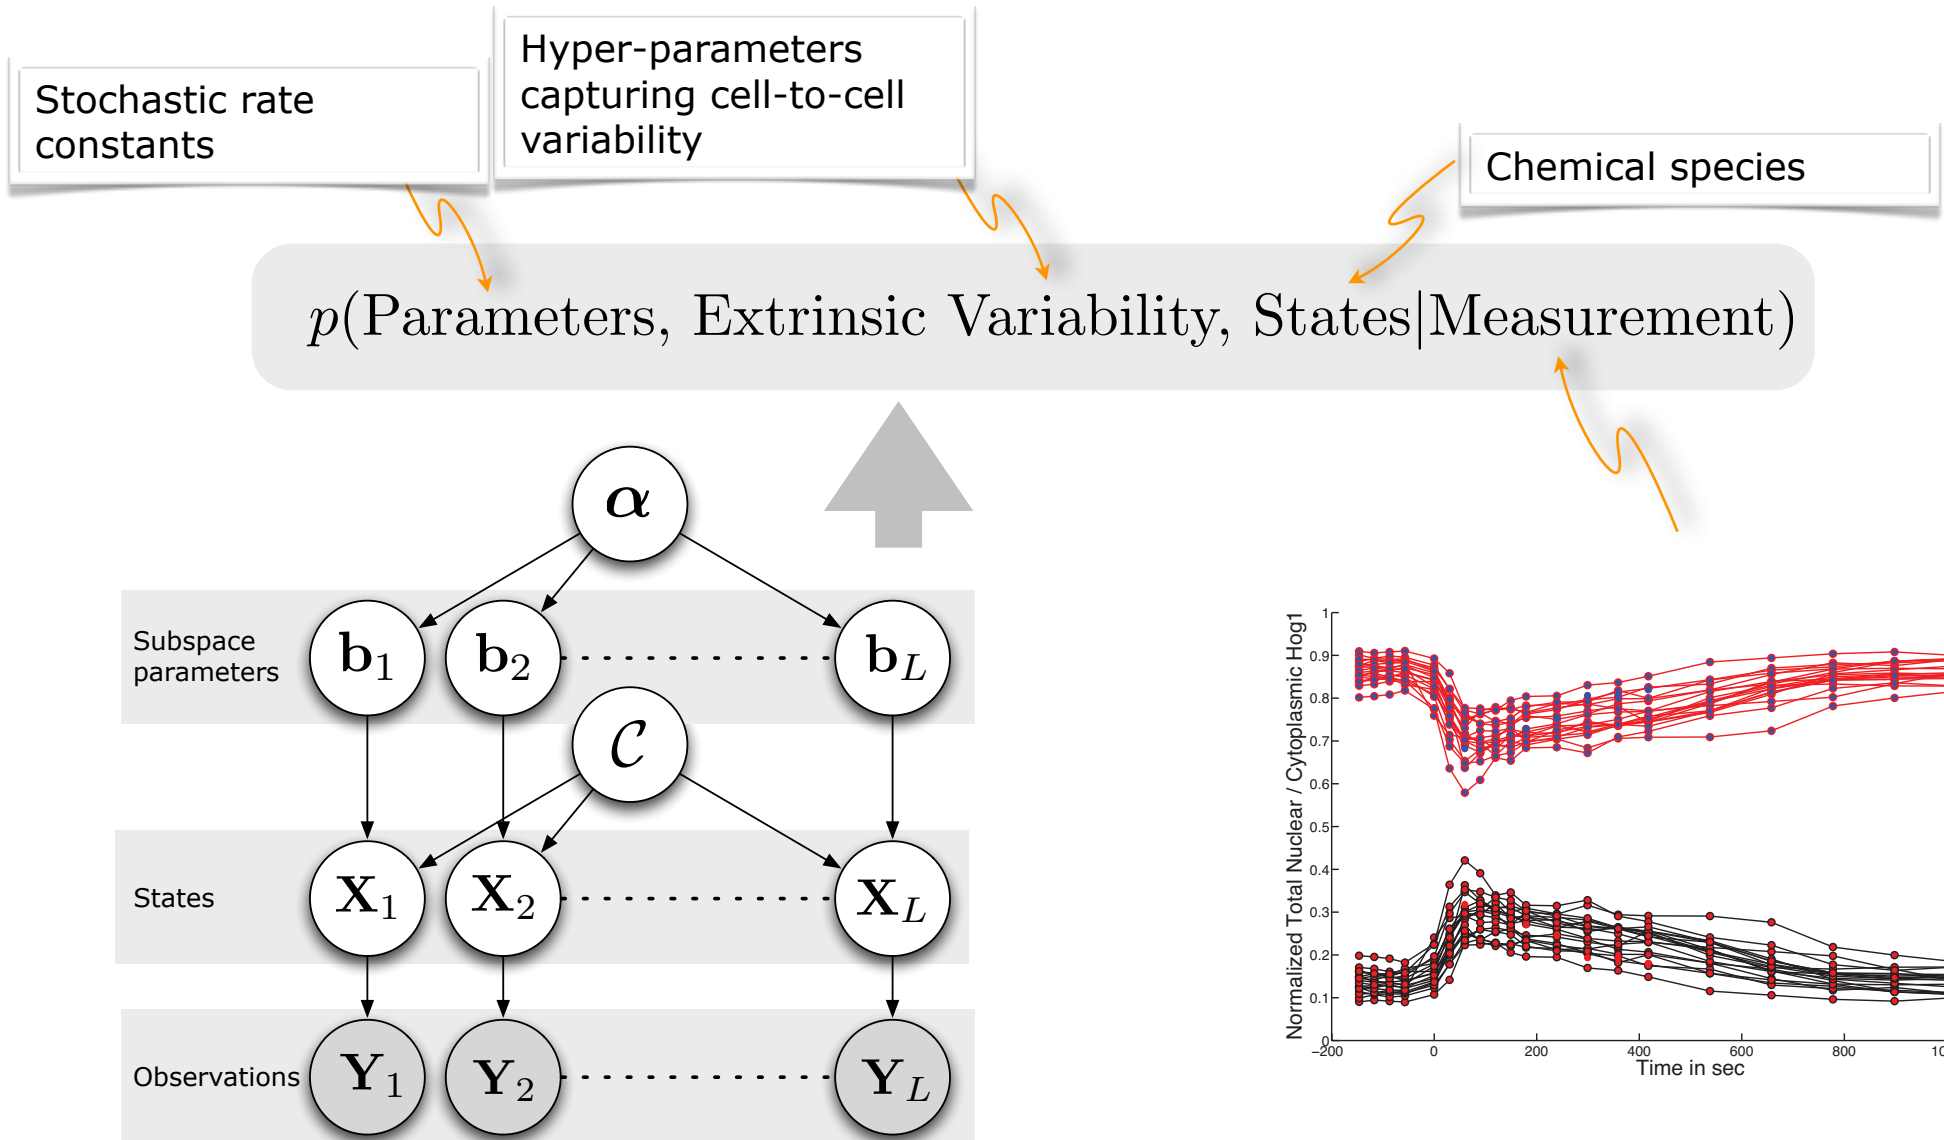 Stochastic rate
constants
Hyper-parameters
capturing cell-to-cell
variability
Chemical species
p(Parameters, Extrinsic Variability, States|Measurement)
α
Subspace
parameters
b1
b2
bL
C
States
X1
X2
XL
Observations
Y1
Y2
YL
Normalized Total Nuclear / Cytoplasmic Hog1
1
0.9
0.8
0.7
0.6
0.5
0.4
0.3
0.2
0.1
0
−200
0
200
400
600
800
Time in sec